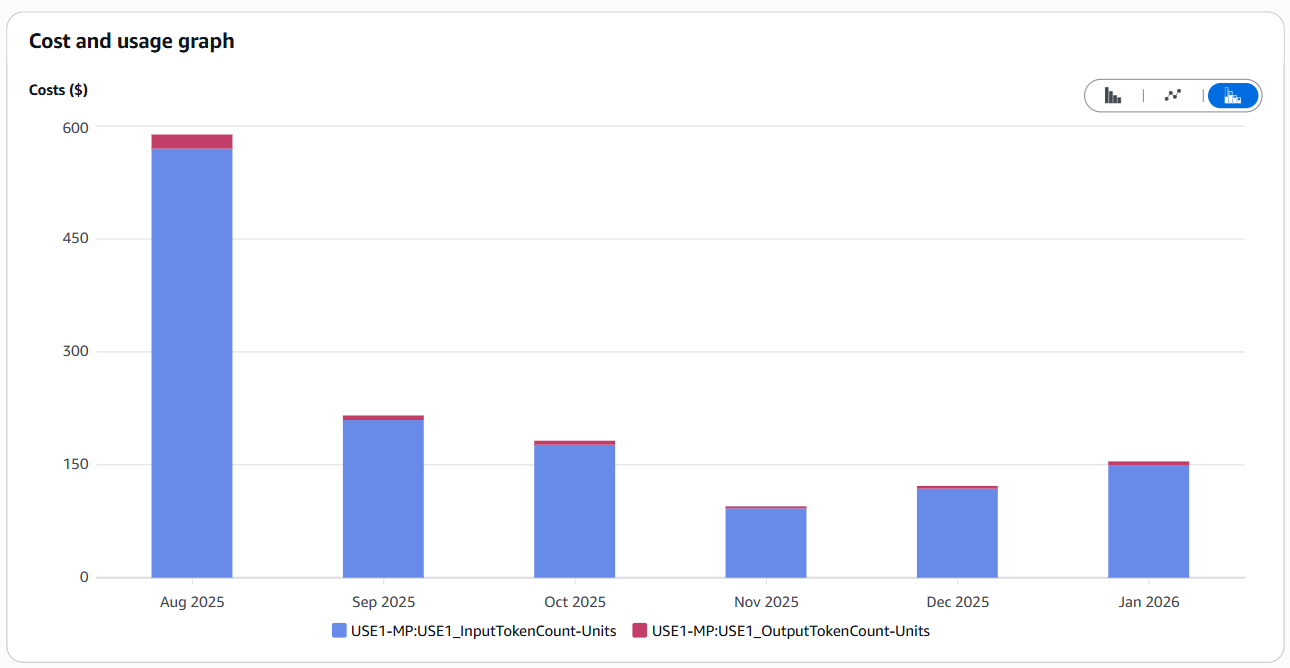 Cost and usage graph
Costs ($)
600
450
300
150
0
Aug 2025 Sep 2025 Oct 2025 Nov 2025 Dec 2025 Jan 2026
USE1-MP:USE1_InputTokenCount-Units USE1-MP:USE1_OutputTokenCount-Units